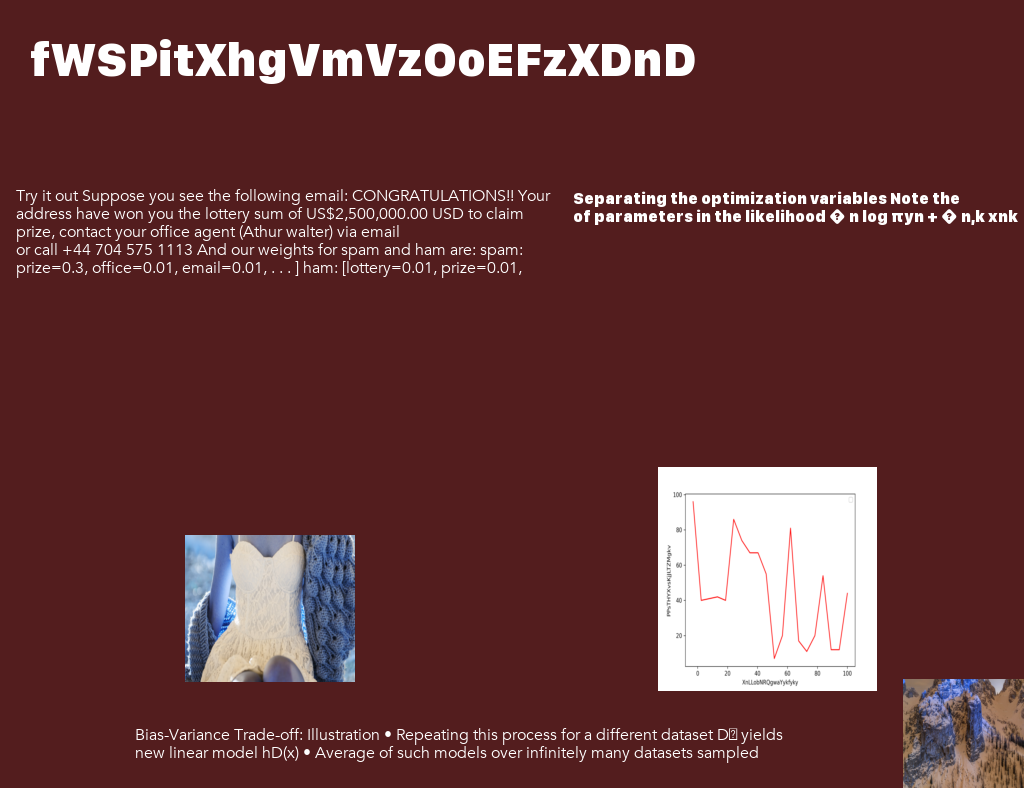 fWSPitXhgVmVzOoEFzXDnD
Try it out Suppose you see the following email: CONGRATULATIONS!! Your
address have won you the lottery sum of US$2,500,000.00 USD to claim
prize, contact your office agent (Athur walter) via email
or call +44 704 575 1113 And our weights for spam and ham are: spam:
prize=0.3, office=0.01, email=0.01, . . . ] ham: [lottery=0.01, prize=0.01,
Separating the optimization variables Note the
of parameters in the likelihood � n log πyn + � n,k xnk
100
80
60
40
20
0 20 40 60 80 100
XnLLobNRQgwaYykfyky
Bias-Variance Trade-off: Illustration • Repeating this process for a different dataset D yields
new linear model hD(x) • Average of such models over infinitely many datasets sampled